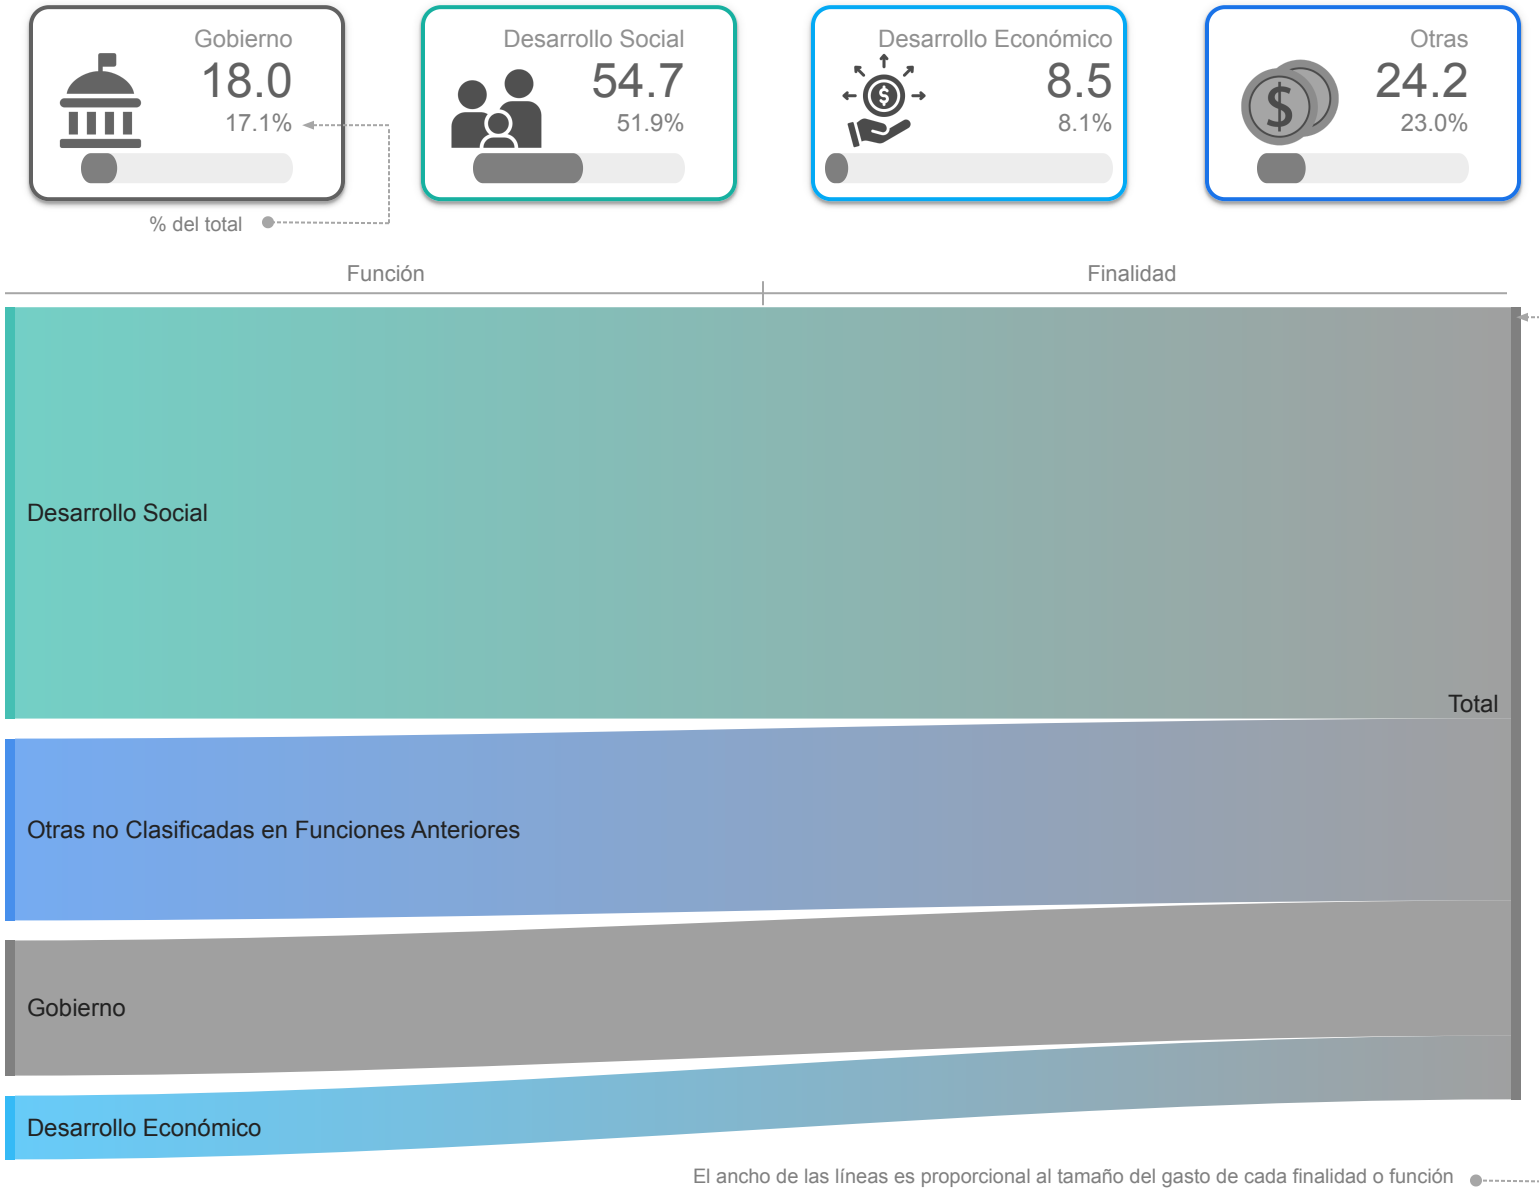 Gobierno
18.0
17.1%
Desarrollo Social
54.7
51.9%
Desarrollo Económico
8.5
8.1%
Otras
24.2
23.0%
% del total
Función
Finalidad
Desarrollo Social
Total
Otras no Clasificadas en Funciones Anteriores
Gobierno
Desarrollo Económico
El ancho de las líneas es proporcional al tamaño del gasto de cada finalidad o función